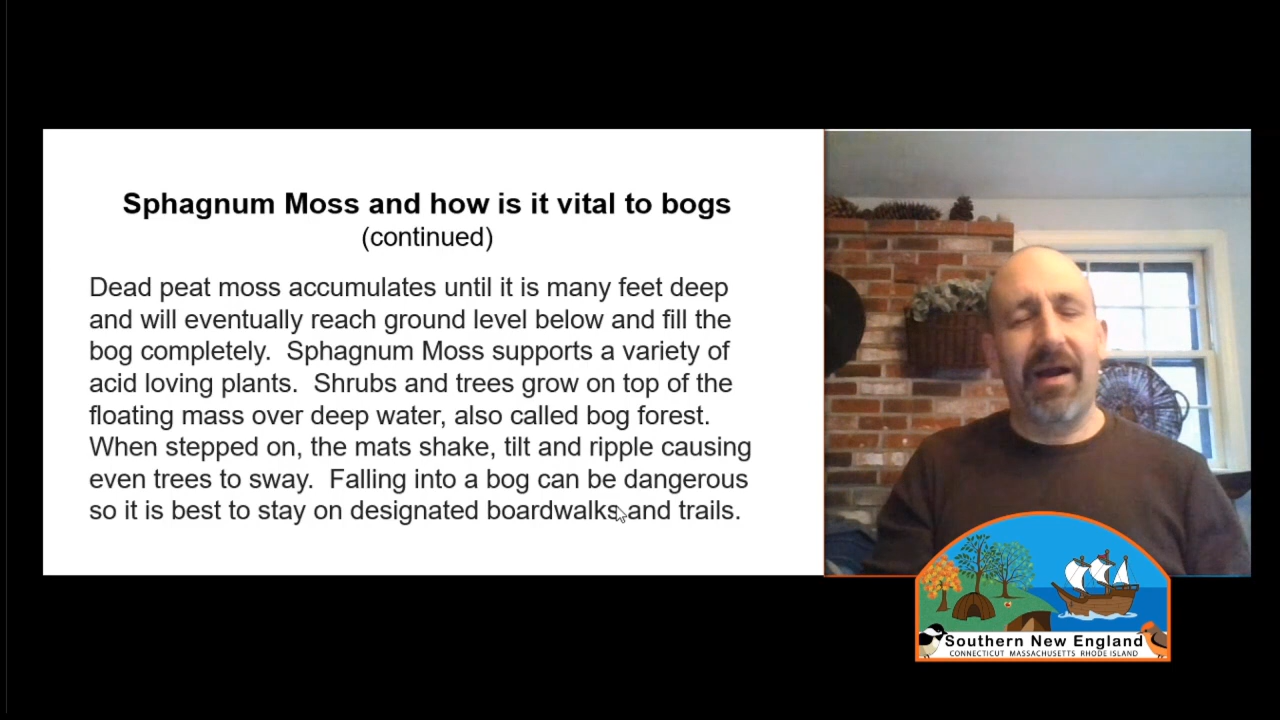 Sphagnum Moss and how is it vital to bogs
(continued)
Dead peat moss accumulates until it is many feet deep
and will eventually reach ground level below and fill the
bog completely.  Sphagnum Moss supports a variety of
acid loving plants.  Shrubs and trees grow on top of the
floating mass over deep water, also called bog forest.
When stepped on, the mats shake, tilt and ripple causing
even trees to sway.  Falling into a bog can be dangerous
so it is best to stay on designated boardwalks and trails.
Southern New England
CONNECTICUT MASSACHUSETTS RHODE ISLAND